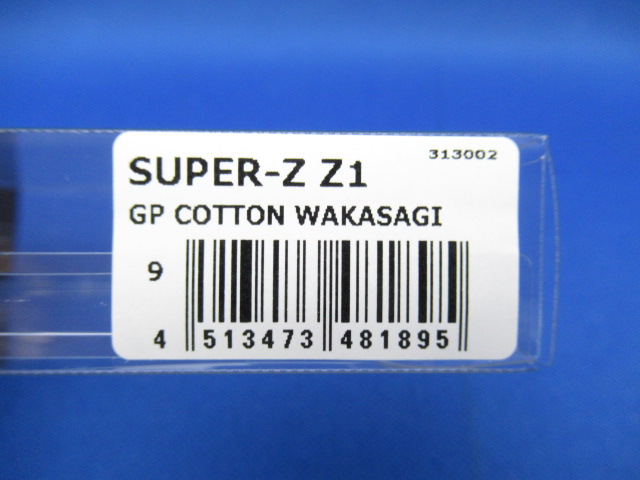 313002
SUPER-Z Z1
GP COTTON WAKASAGI
9
4 513473 481895